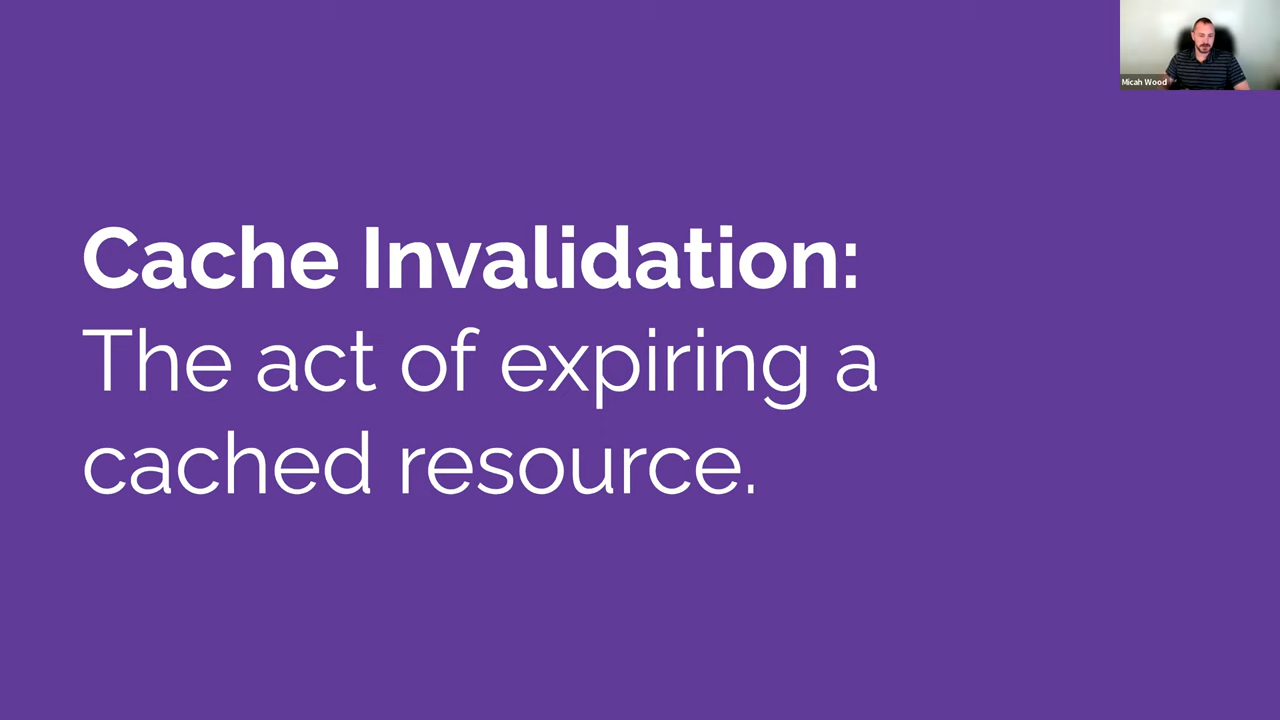 Micah Wood
Cache Invalidation:
The act of expiring a
cached resource.